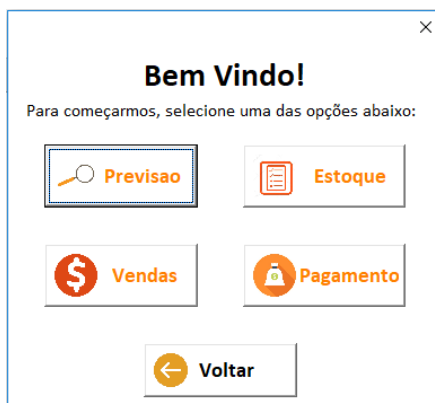 Bem Vindo!
Para começarmos, selecione uma das opções abaixo:
Previsao
Estoque
$ Vendas
Pagamento
Voltar